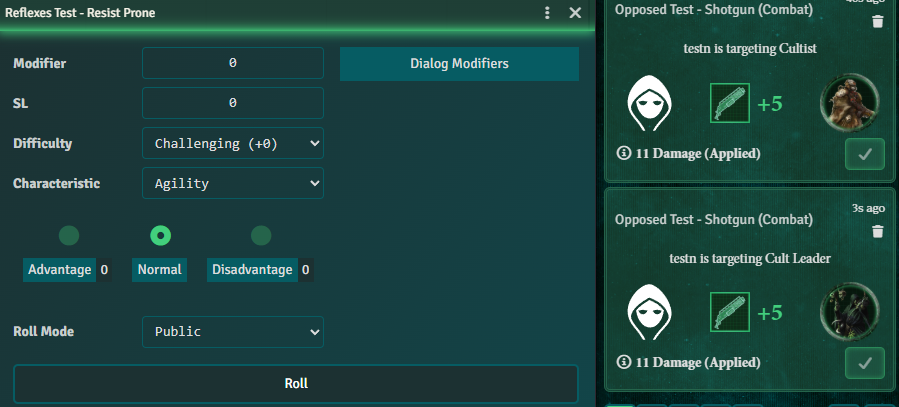 Reflexes Test - Resist Prone
Modifier
0
Dialog Modifiers
SL
0
Difficulty
Challenging (+0)
Characteristic
Agility
Advantage 0
Normal
Disadvantage 0
Roll Mode
Public
Roll
Opposed Test - Shotgun (Combat)
testn is targeting Cultist
+5
11 Damage (Applied)
3s ago
Opposed Test - Shotgun (Combat)
testn is targeting Cult Leader
+5
11 Damage (Applied)